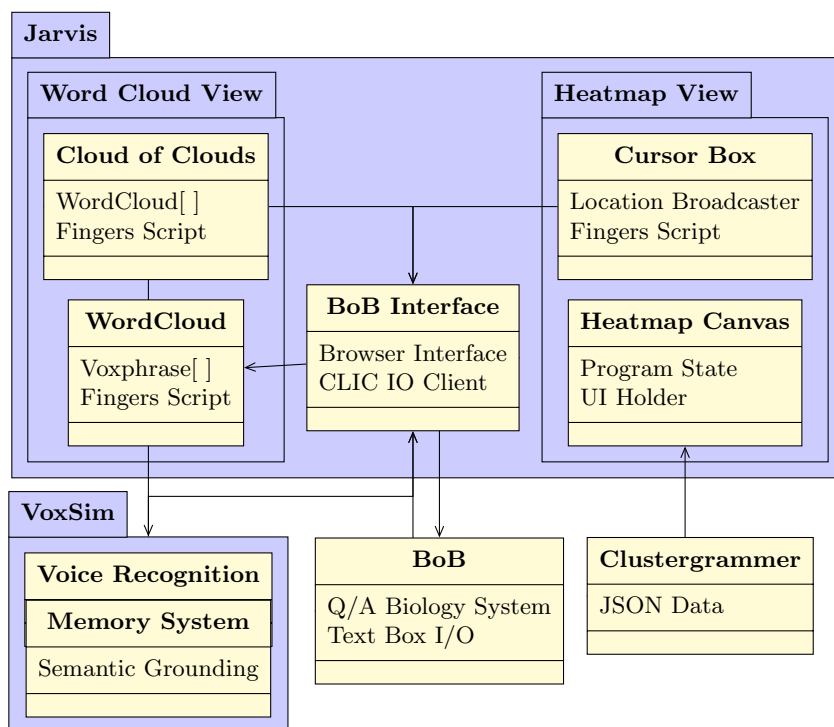 Jarvis
Word Cloud View
Heatmap View
Cloud of Clouds
WordCloud[ ]
Fingers Script
Cursor Box
Location Broadcaster
Fingers Script
WordCloud
Voxphrase[ ]
Fingers Script
BoB Interface
Browser Interface
CLIC IO Client
Heatmap Canvas
Program State
UI Holder
VoxSim
Voice Recognition
Memory System
Semantic Grounding
BoB
Q/A Biology System
Text Box I/O
Clustergrammer
JSON Data